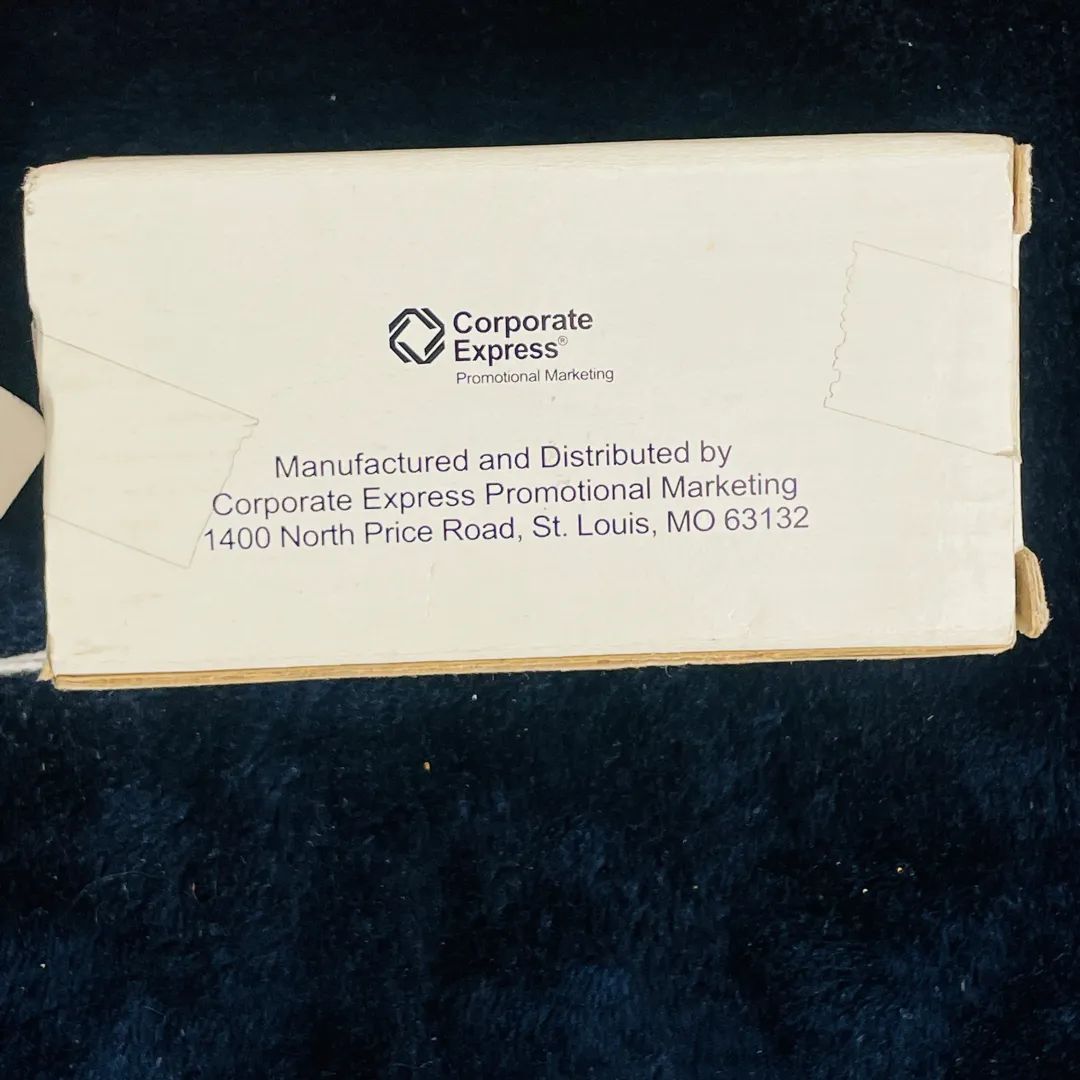 Corporate
Express®
Promotional Marketing
Manufactured and Distributed by
Corporate Express Promotional Marketing
1400 North Price Road, St. Louis, MO 63132